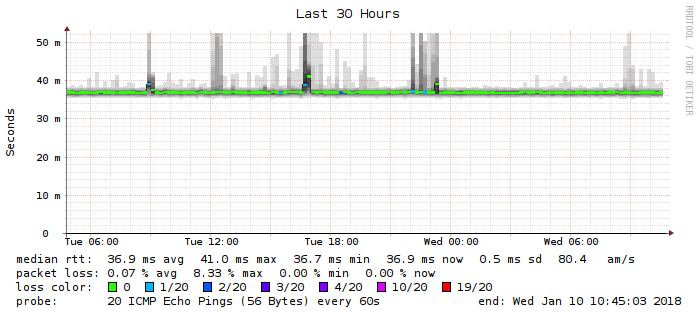 Last 30 Hours
RRDTOOL / TOBI OETIKER
Seconds
50 m
40 m
30 m
20 m
10 m
0
Tue 06:00 Tue 12:00 Tue 18:00 Wed 00:00 Wed 06:00
median rtt: 36.9 ms avg 41.0 ms max 36.7 ms min 36.9 ms now 0.5 ms sd 80.4 am/s
packet loss: 0.07 % avg 8.33 % max 0.00 % min 0.00 % now
loss color: 0 1/20 2/20 3/20 4/20 10/20 19/20
probe: 20 ICMP Echo Pings (56 Bytes) every 60s end: Wed Jan 10 10:45:03 2018